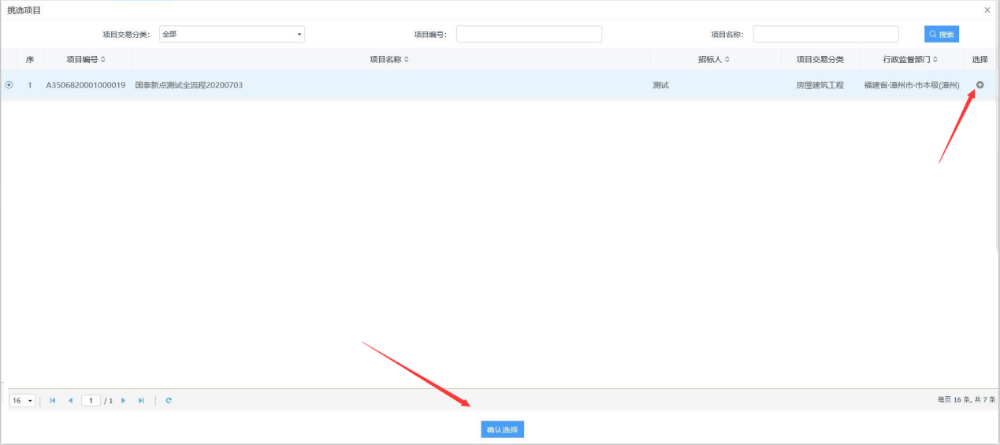 挑选项目
项目交易分类: 全部 项目编号: 项目名称: 搜索
序 项目编号 项目名称 招标人 项目交易分类 行政监督部门 选择
1 A3506820001000019 国泰新点测试全流程20200703 测试 房屋建筑工程 福建省·漳州市·市本级(漳州)
16 1 / 1 每页 16 条, 共 7 条
确认选择